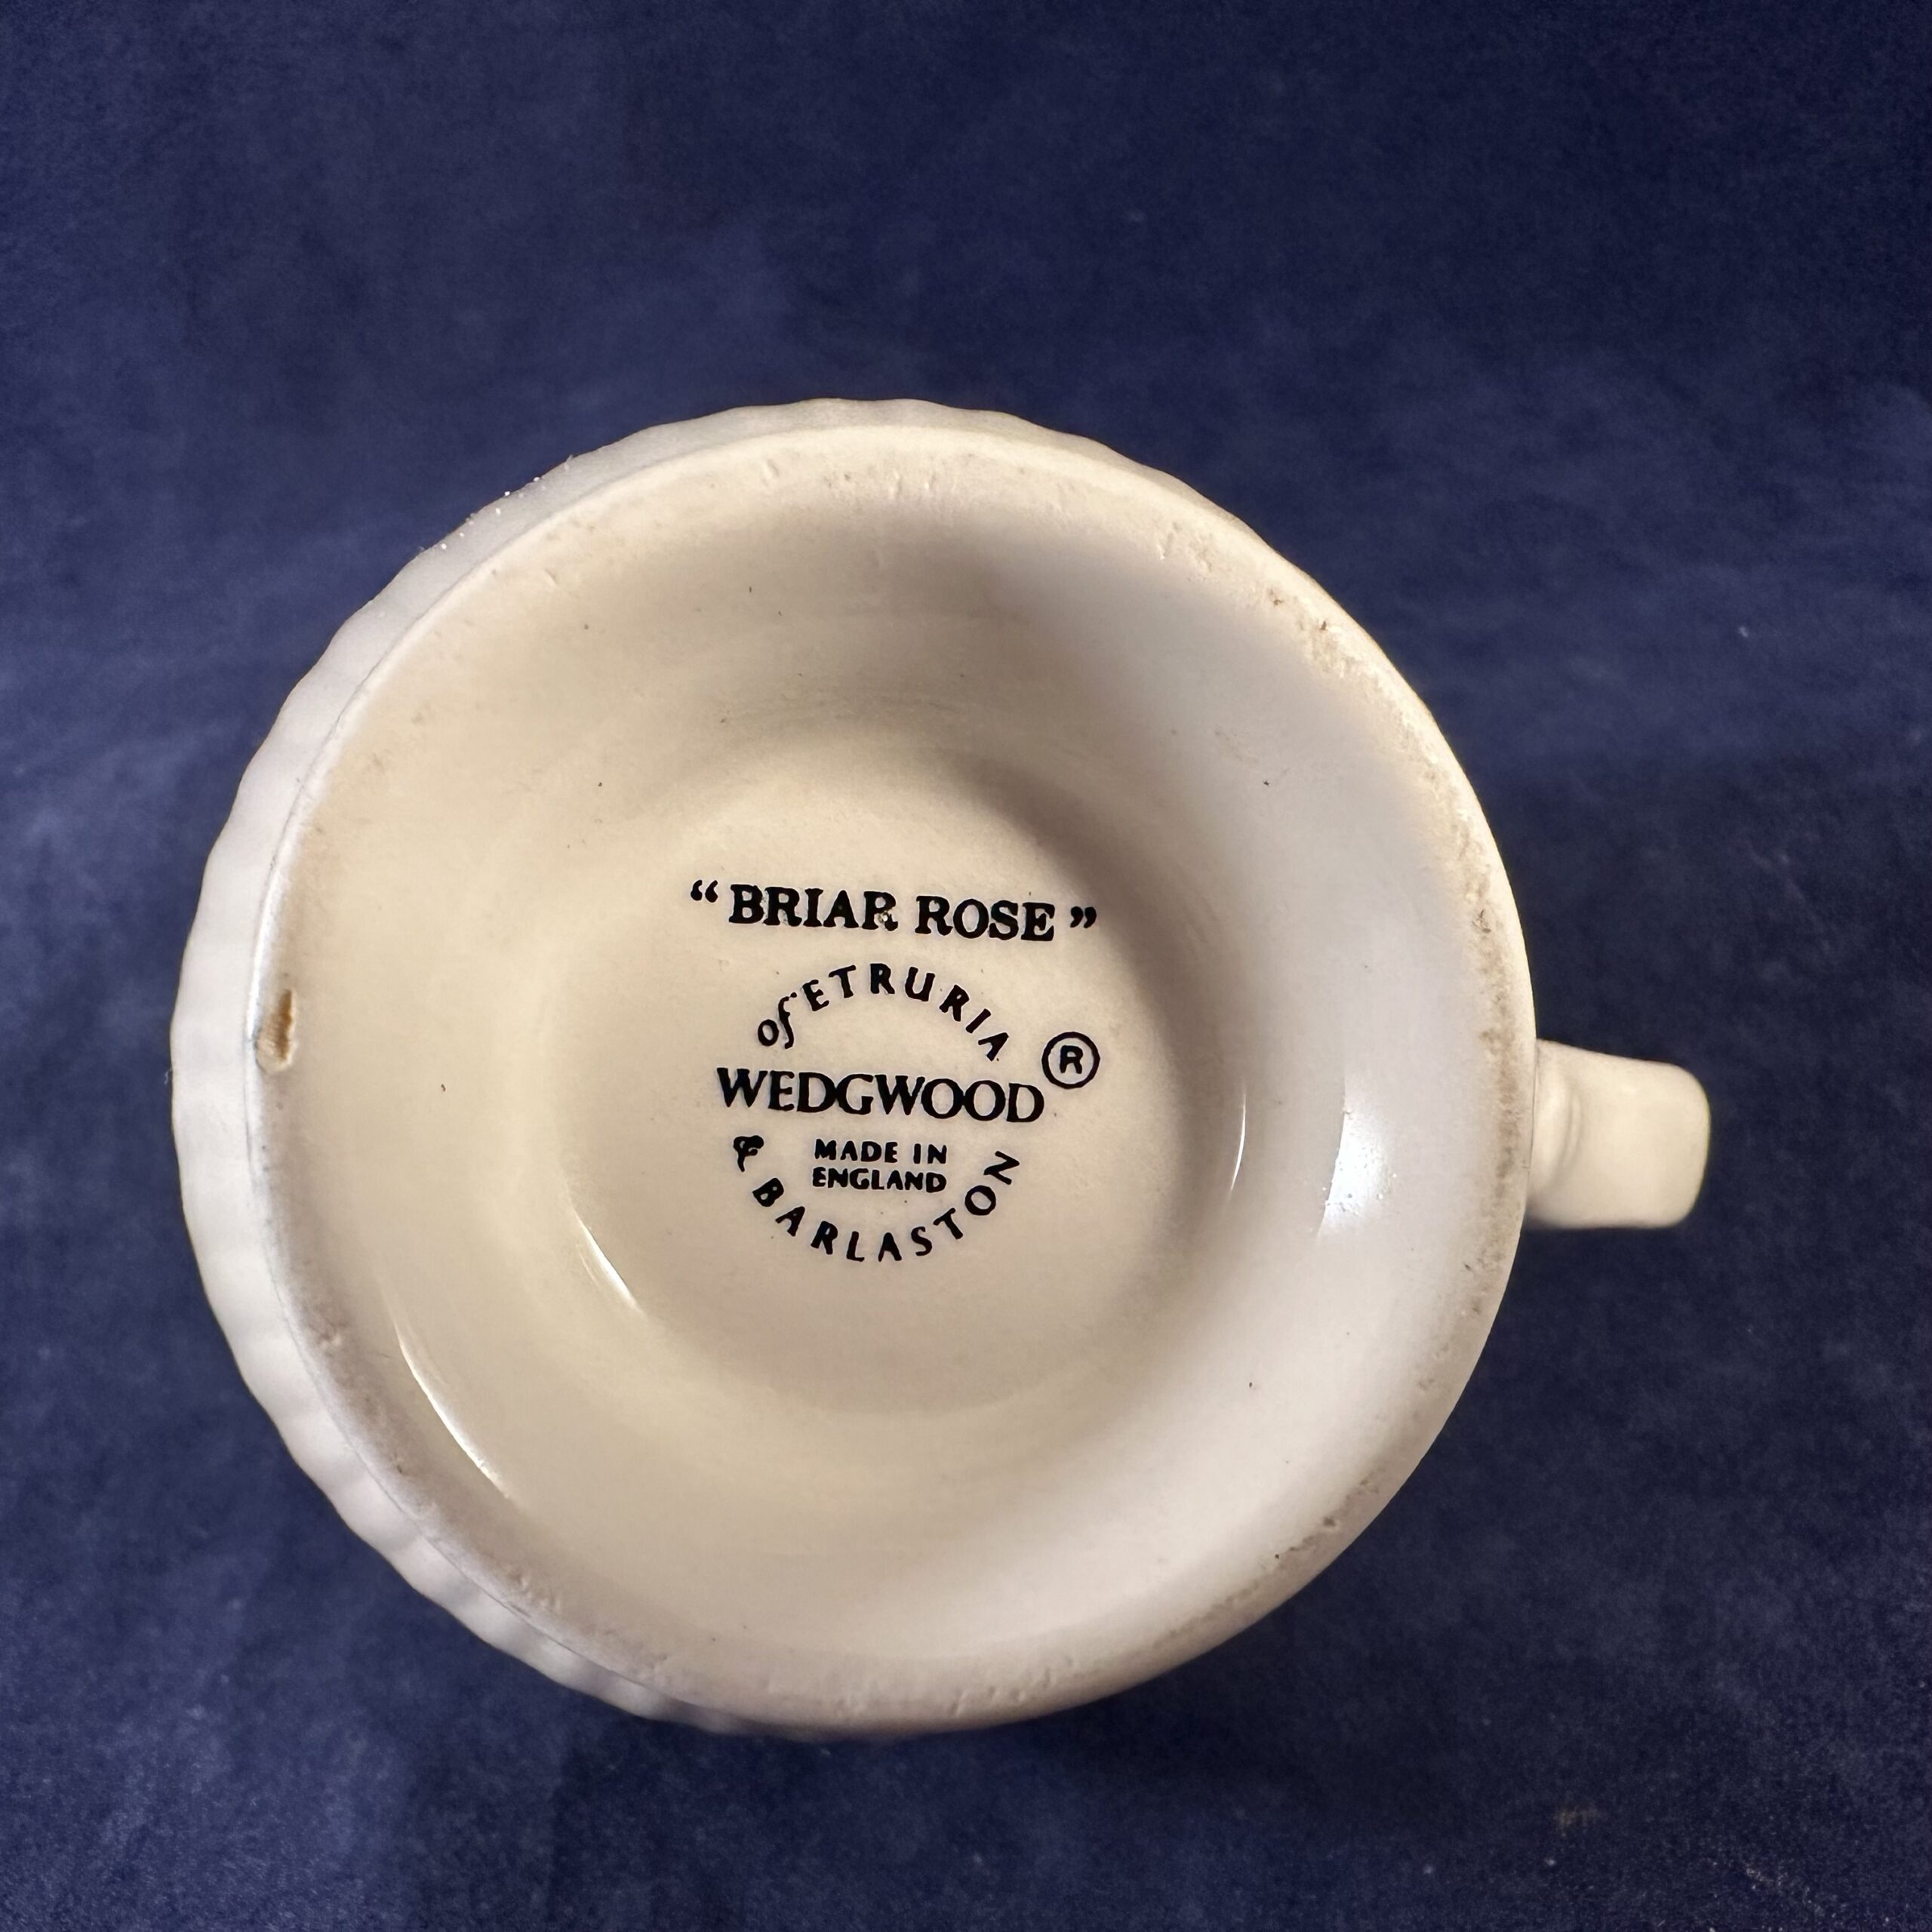 “BRIAR ROSE”
of ETRURIA
WEDGWOOD ®
MADE IN
ENGLAND
& BARLASTON